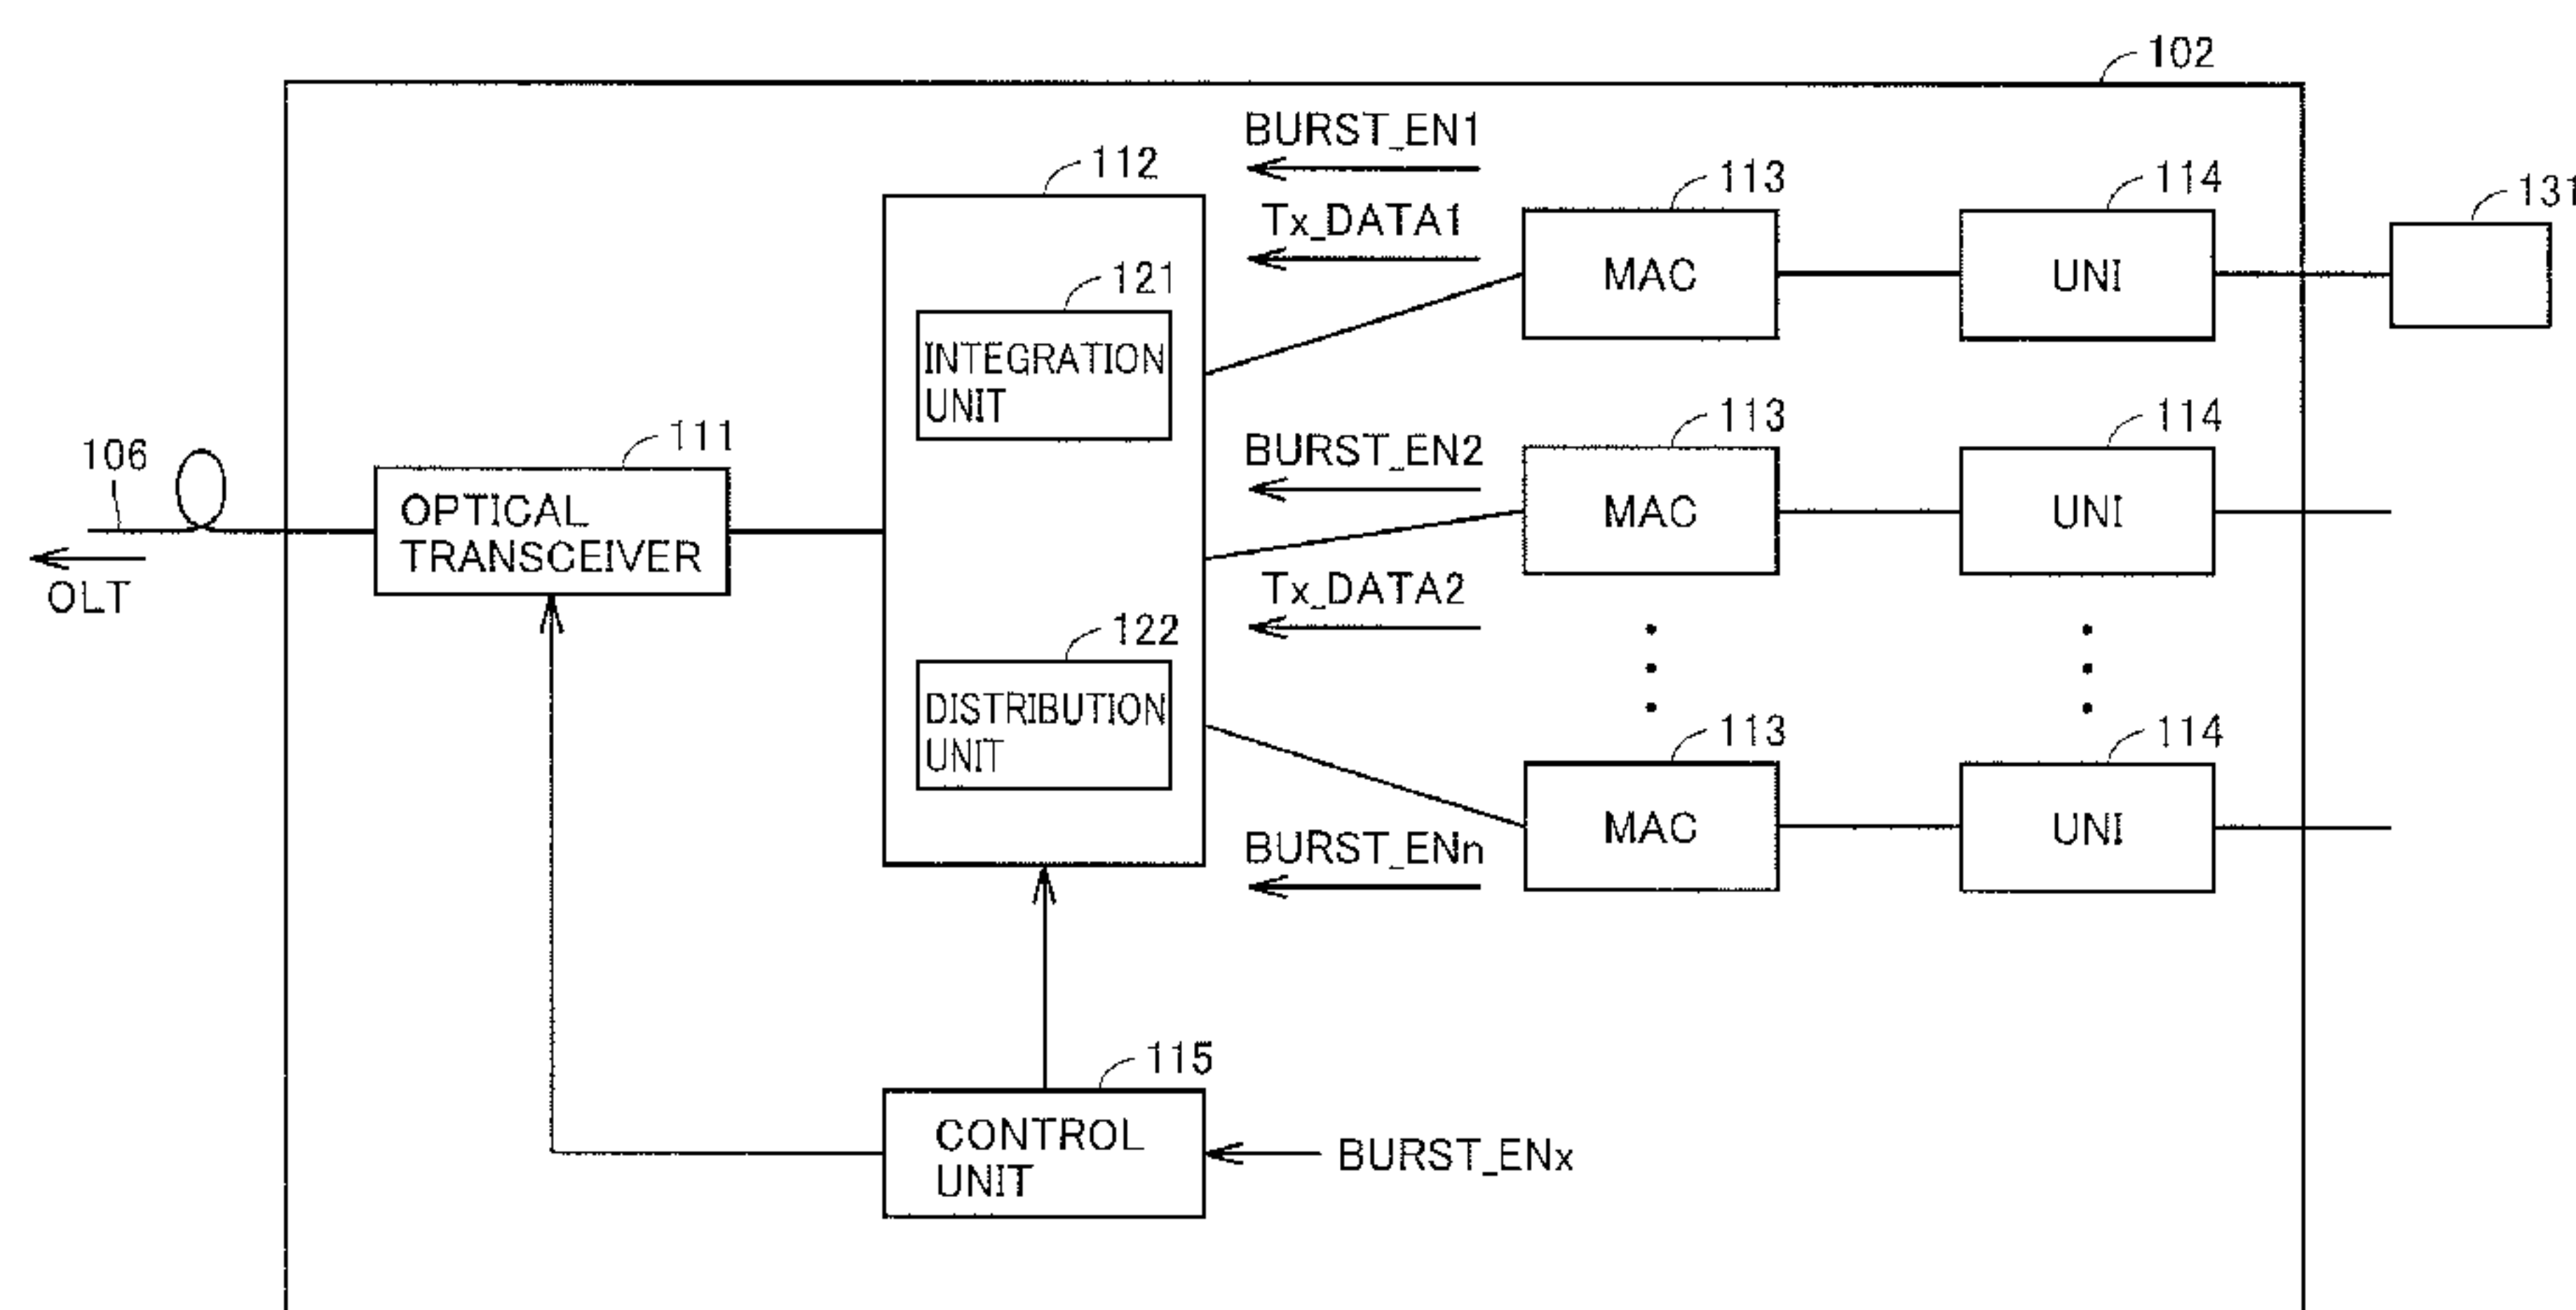 102
BURST_EN1
112
113
114
131
Tx_DATA1
MAC
UNI
121
INTEGRATION
UNIT
113
114
106
111
BURST_EN2
OPTICAL
TRANSCEIVER
MAC
UNI
OLT
Tx_DATA2
122
DISTRIBUTION
UNIT
113
114
MAC
UNI
BURST_ENn
115
CONTROL
UNIT
BURST_ENx